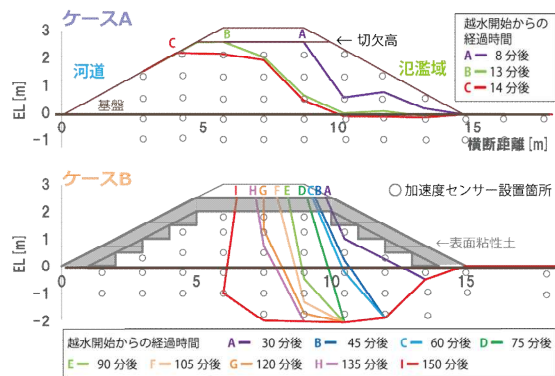 ケースA
河道
氾濫域
基盤
切欠高
越水開始からの
経過時間
A 8 分後
B 13 分後
C 14 分後
A
B
C
EL [m]
3
2
1
0
-1
0
5
10
15
横断距離 [m]
ケースB
○加速度センサー設置箇所
表面粘性土
I H G F E D C B A
EL [m]
3
2
1
0
-1
-2
0
5
10
15
越水開始からの経過時間 A 30 分後 B 45 分後 C 60 分後 D 75 分後
E 90 分後 F 105 分後 G 120 分後 H 135 分後 I 150 分後